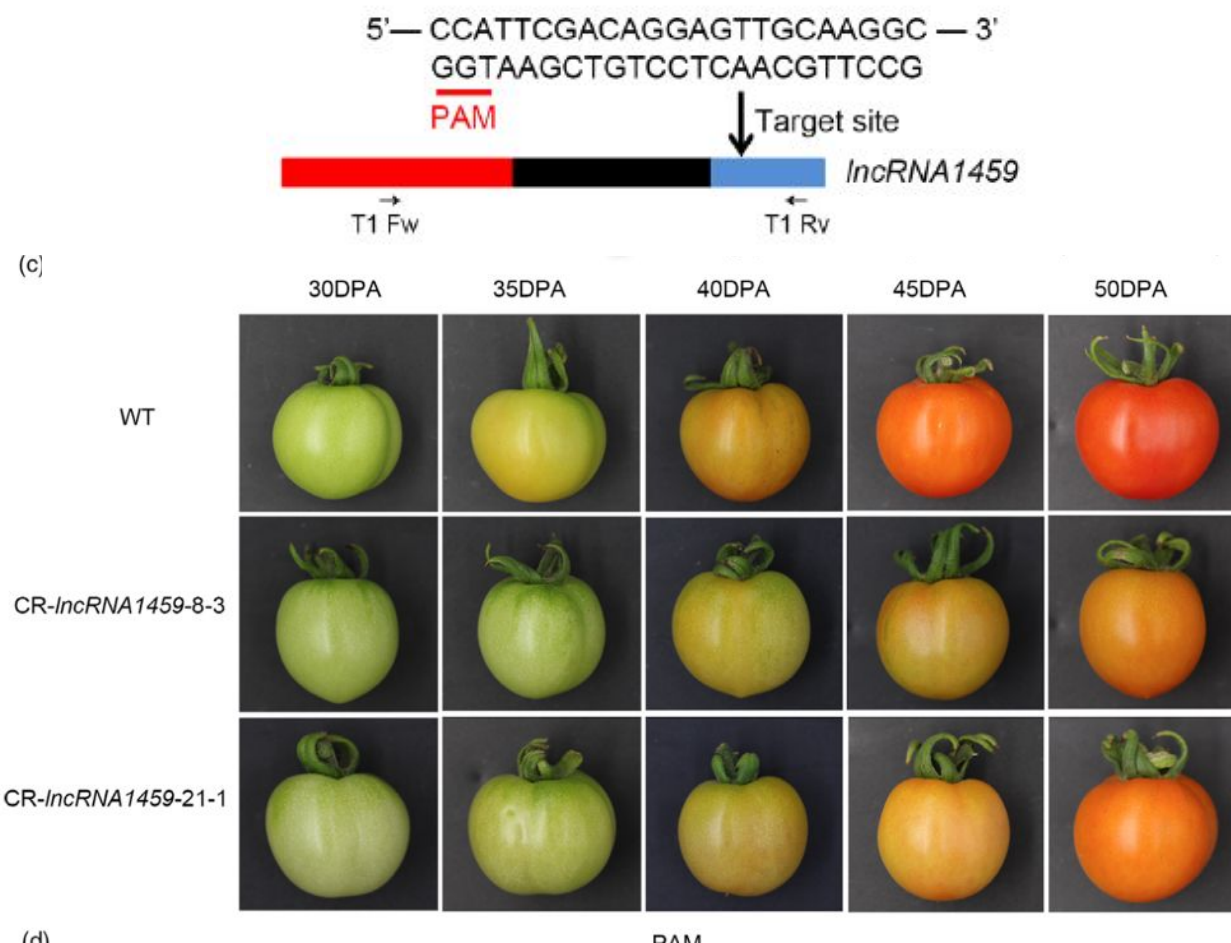 5’— CCATTCGACAGGAGTTGCAAGGC — 3’
GGTAAGCTGTCCTCAACGTTCCG
PAM
Target site
lncRNA1459
T1 Fw T1 Rv
(c)
30DPA 35DPA 40DPA 45DPA 50DPA
WT
CR-lncRNA1459-8-3
CR-lncRNA1459-21-1
(d) PAM